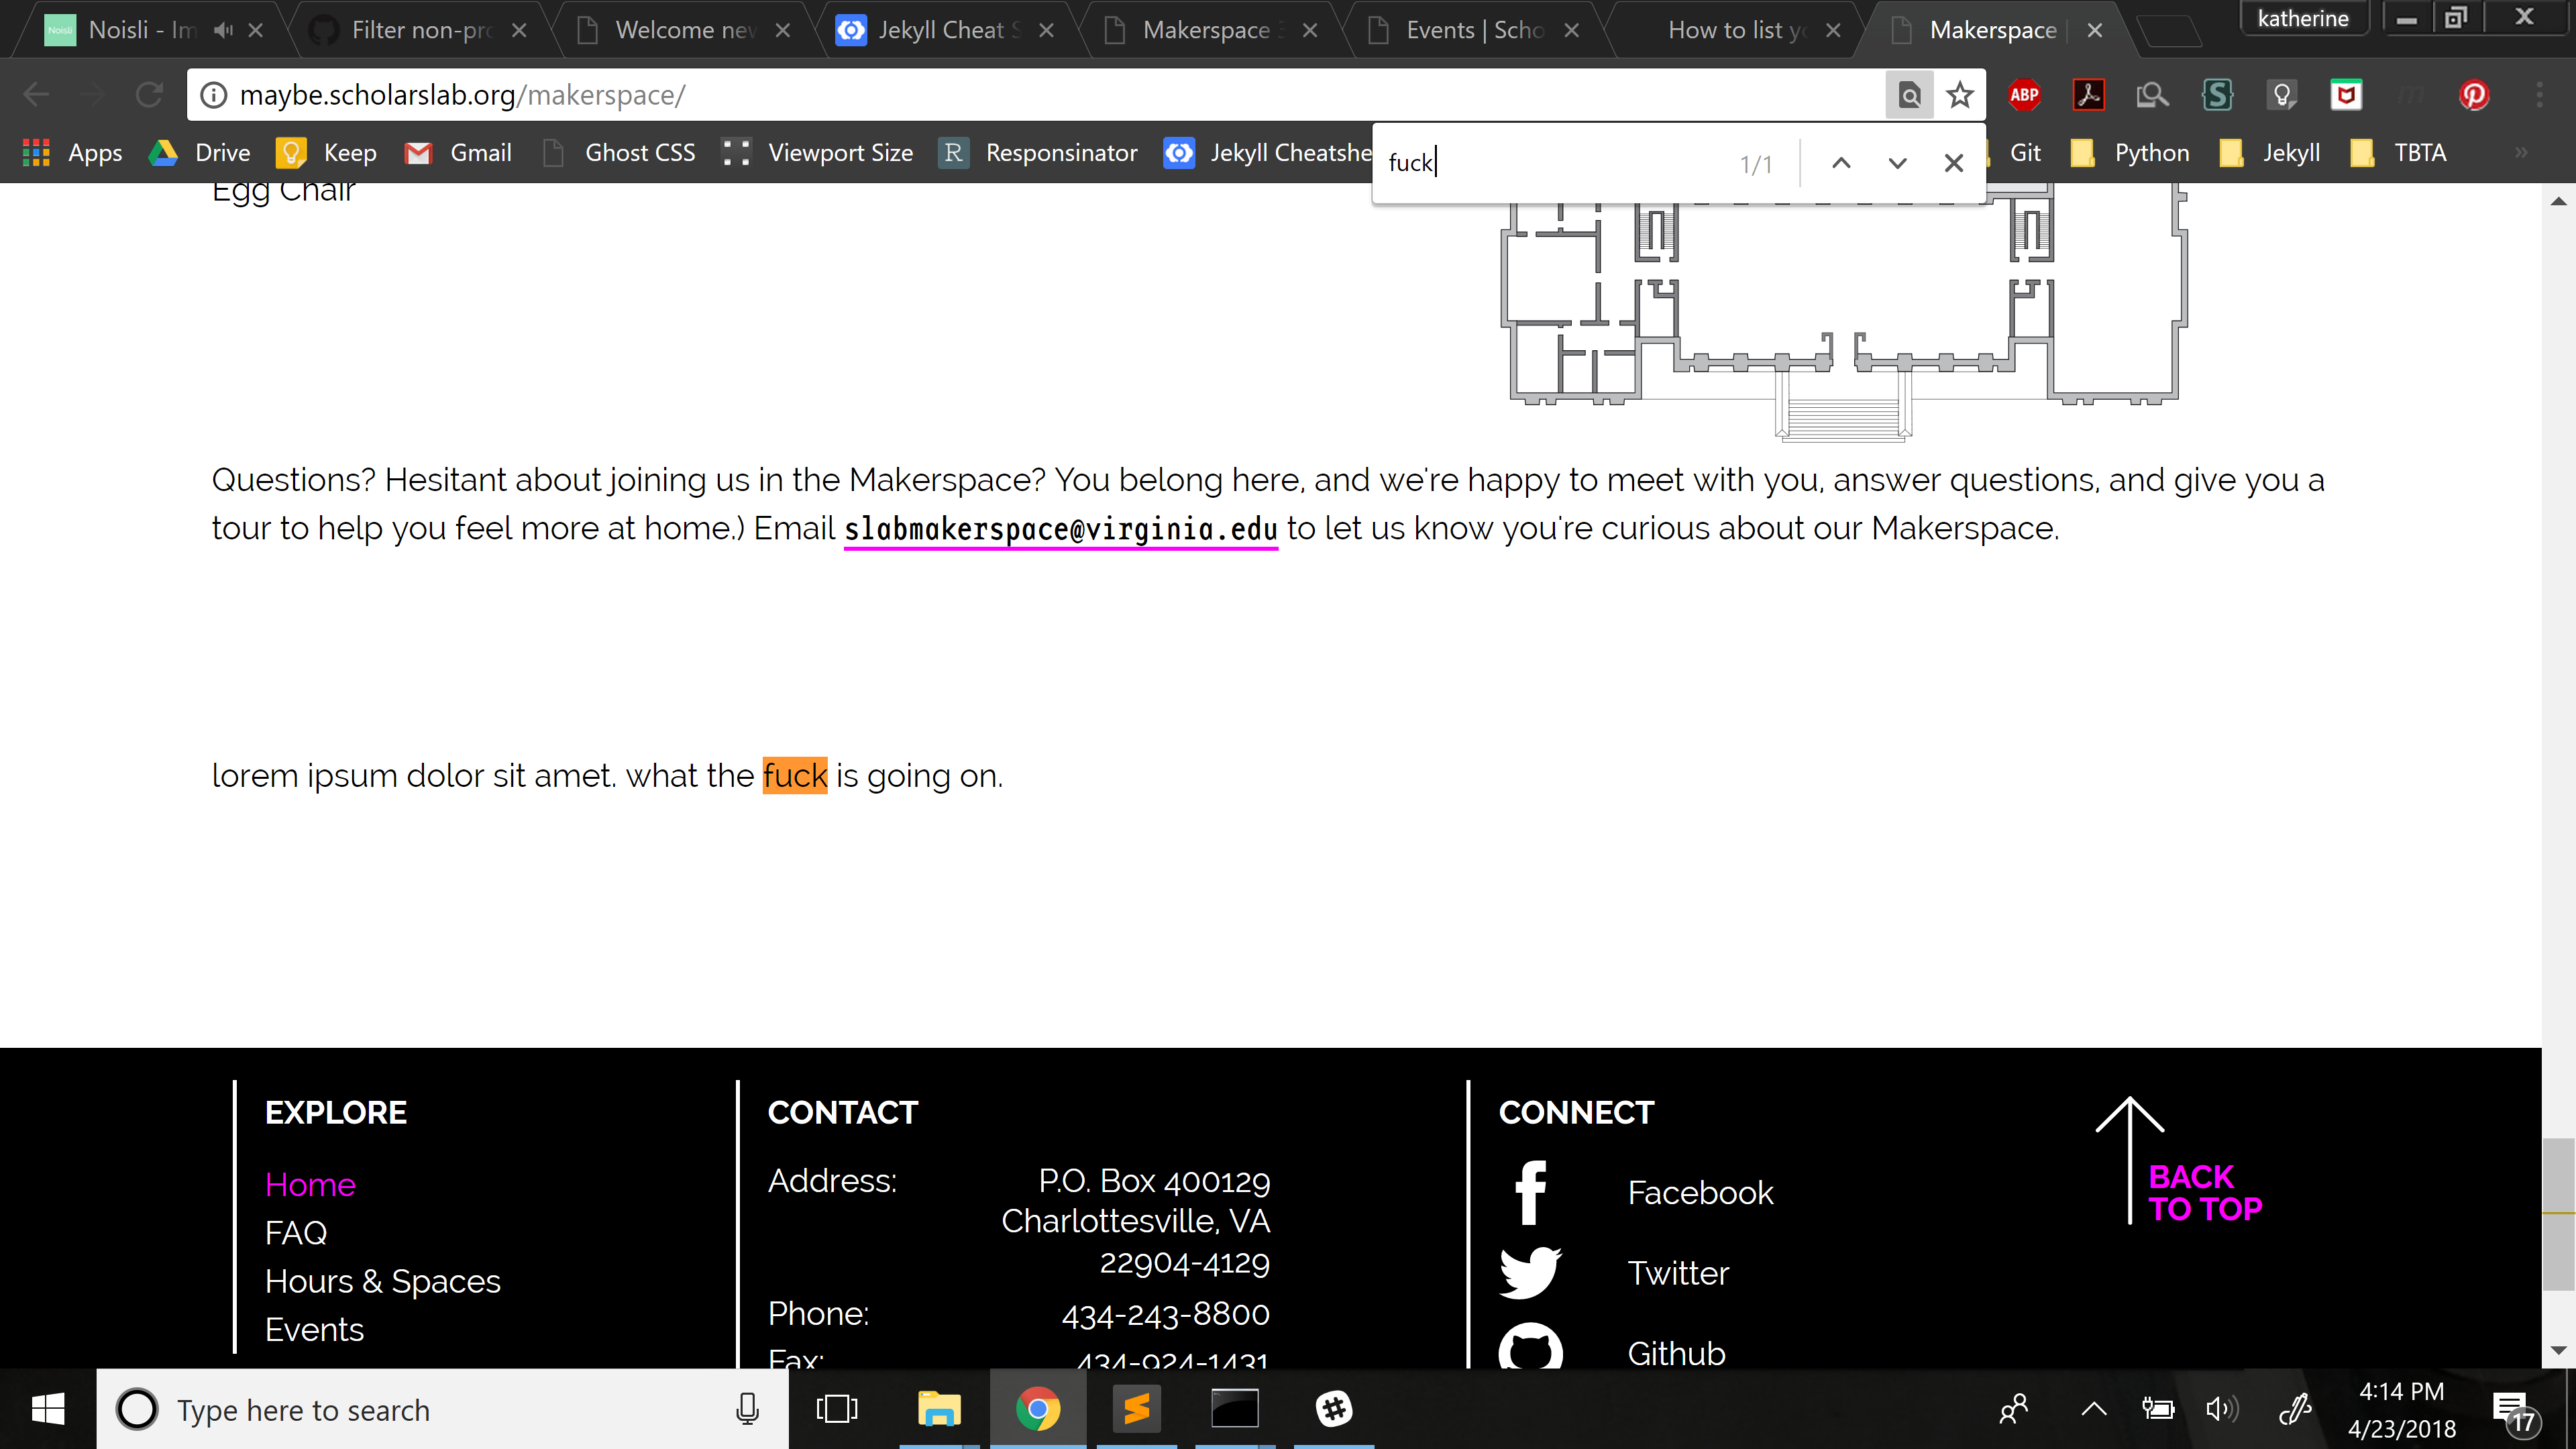 Noisli - Im
Filter non-pro
Welcome new
Jekyll Cheat S
Makerspace
Events | Scho
How to list yo
Makerspace |
katherine
maybe.scholarslab.org/makerspace/
ABP
Apps
Drive
Keep
Gmail
Ghost CSS
Viewport Size
R Responsinator
Jekyll Cheatshe
Git
Python
Jekyll
TBTA
»
fuck 1/1
Egg Chair
Questions? Hesitant about joining us in the Makerspace? You belong here, and we're happy to meet with you, answer questions, and give you a
tour to help you feel more at home.) Email slabmakerspace@virginia.edu to let us know you're curious about our Makerspace.
lorem ipsum dolor sit amet. what the fuck is going on.
EXPLORE
Home
FAQ
Hours & Spaces
Events
CONTACT
Address: P.O. Box 400129
Charlottesville, VA
22904-4129
Phone: 434-243-8800
Fax: 434-924-1431
CONNECT
Facebook
Twitter
Github
BACK
TO TOP
Type here to search
4:14 PM
4/23/2018
17